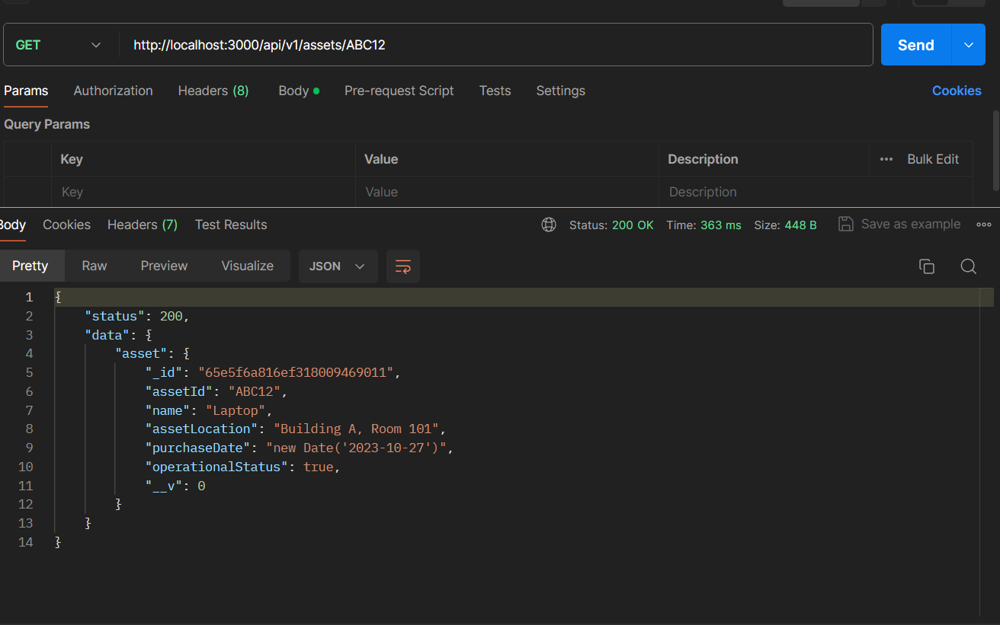 GET http://localhost:3000/api/v1/assets/ABC12 Send
Params Authorization Headers (8) Body Pre-request Script Tests Settings Cookies
Query Params
Key Value Description ••• Bulk Edit
Key Value Description
Body Cookies Headers (7) Test Results Status: 200 OK Time: 363 ms Size: 448 B Save as example
Pretty Raw Preview Visualize JSON
1 {
2 "status": 200,
3 "data": {
4 "asset": {
5 "_id": "65e5f6a816ef318009469011",
6 "assetId": "ABC12",
7 "name": "Laptop",
8 "assetLocation": "Building A, Room 101",
9 "purchaseDate": "new Date('2023-10-27')",
10 "operationalStatus": true,
11 "__v": 0
12 }
13 }
14 }